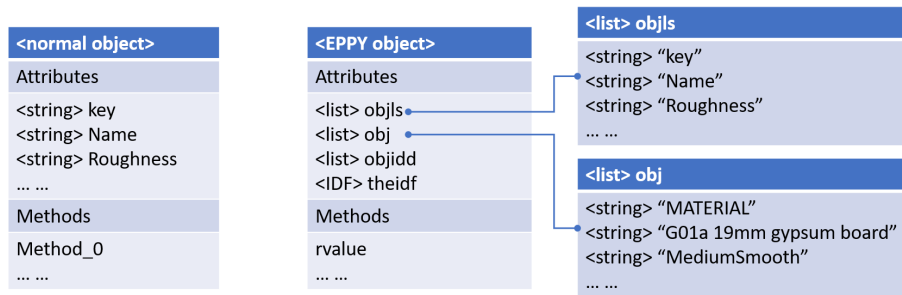 <normal object>
Attributes
<string> key
<string> Name
<string> Roughness
… …
Methods
Method_0
… …
<EPPY object>
Attributes
<list> objls
<list> obj
<list> objidd
<IDF> theidf
Methods
rvalue
… …
<list> objls
<string> “key”
<string> “Name”
<string> “Roughness”
… …
<list> obj
<string> “MATERIAL”
<string> “G01a 19mm gypsum board”
<string> “MediumSmooth”
… …